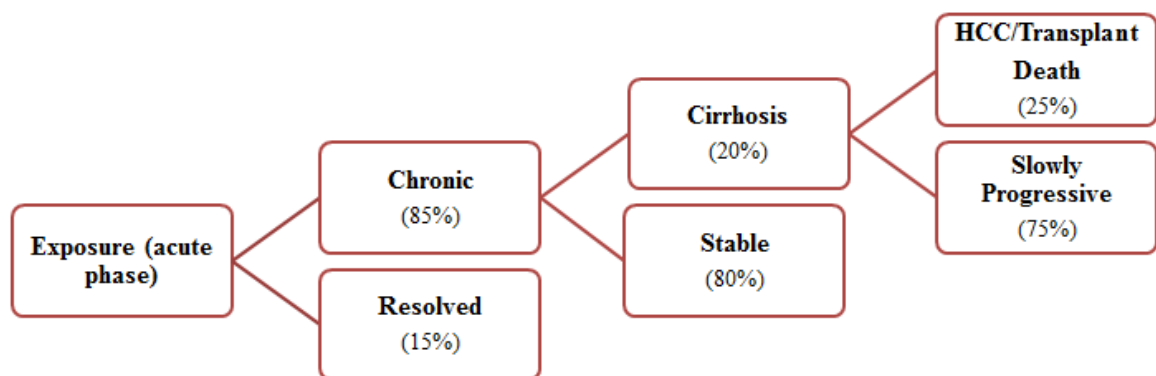 Exposure (acute
phase)
Chronic
(85%)
Resolved
(15%)
Cirrhosis
(20%)
Stable
(80%)
HCC/Transplant
Death
(25%)
Slowly
Progressive
(75%)